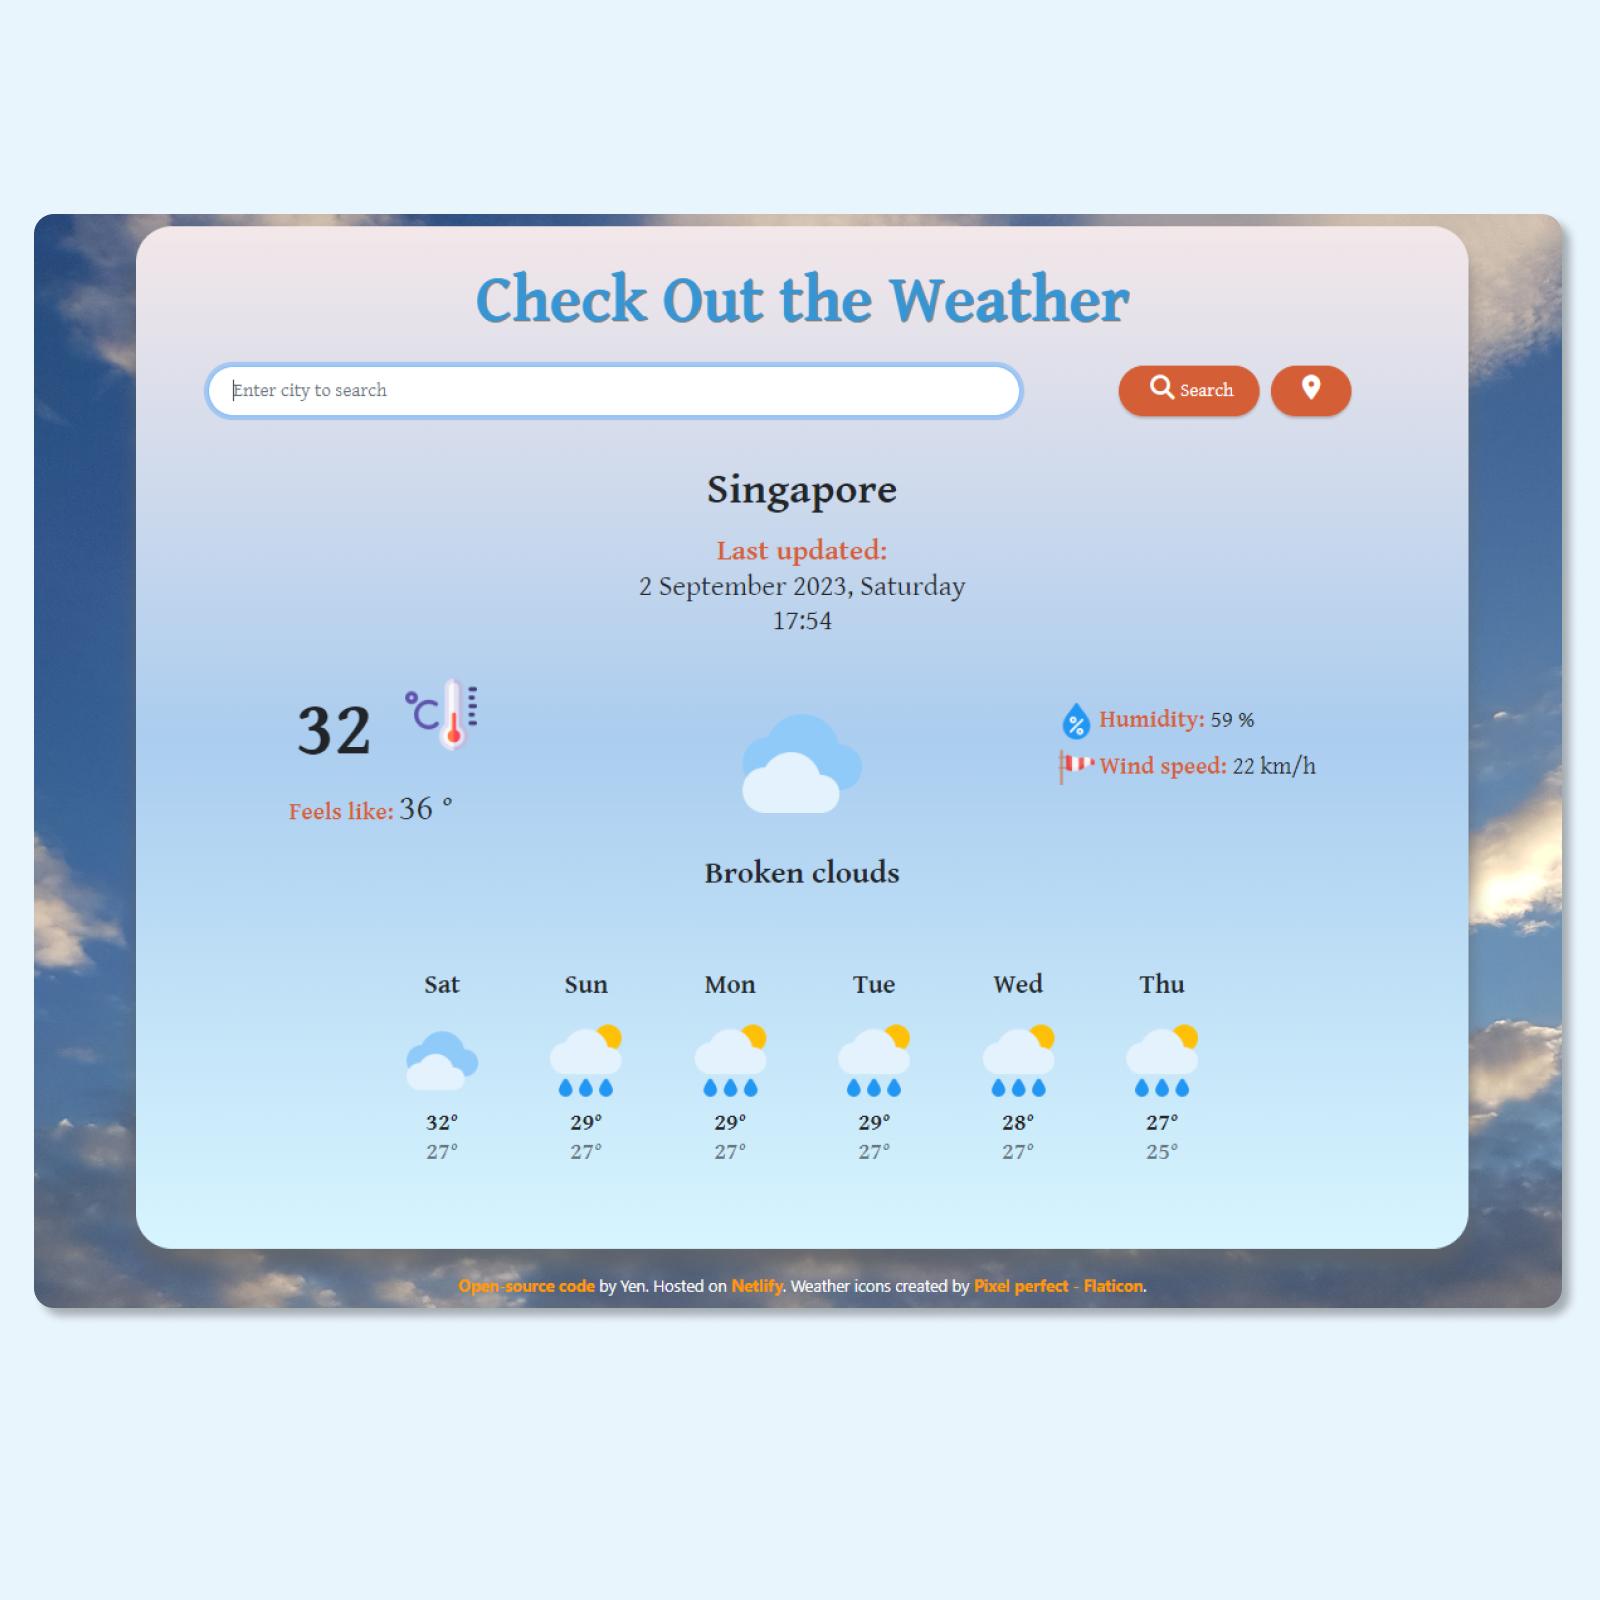 Check Out the Weather
Enter city to search
Search
Singapore
Last updated:
2 September 2023, Saturday
17:54
32 °C
Feels like: 36 °
Humidity: 59 %
Wind speed: 22 km/h
Broken clouds
Sat Sun Mon Tue Wed Thu
32° 29° 29° 29° 28° 27°
27° 27° 27° 27° 27° 25°
Open-source code by Yen. Hosted on Netlify. Weather icons created by Pixel perfect - Flaticon.